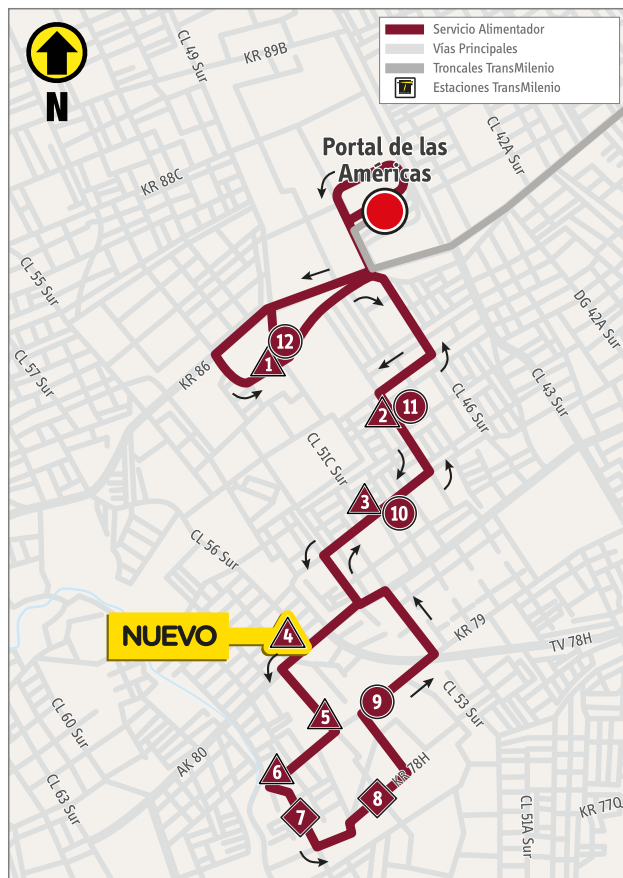 Servicio Alimentador
Vías Principales
Troncales TransMilenio
Estaciones TransMilenio
N
CL 49 Sur
KR 89B
CL 42A Sur
Portal de las
Américas
KR 88C
CL 55 Sur
DG 42A Sur
CL 57 Sur
KR 86
12
1
CL 46 Sur
CL 43 Sur
2
11
CL 51C Sur
3
10
CL 56 Sur
NUEVO
4
KR 79
TV 78H
CL 53 Sur
9
5
CL 60 Sur
AK 80
6
KR 78H
8
7
CL 63 Sur
CL 51A Sur
KR 77Q